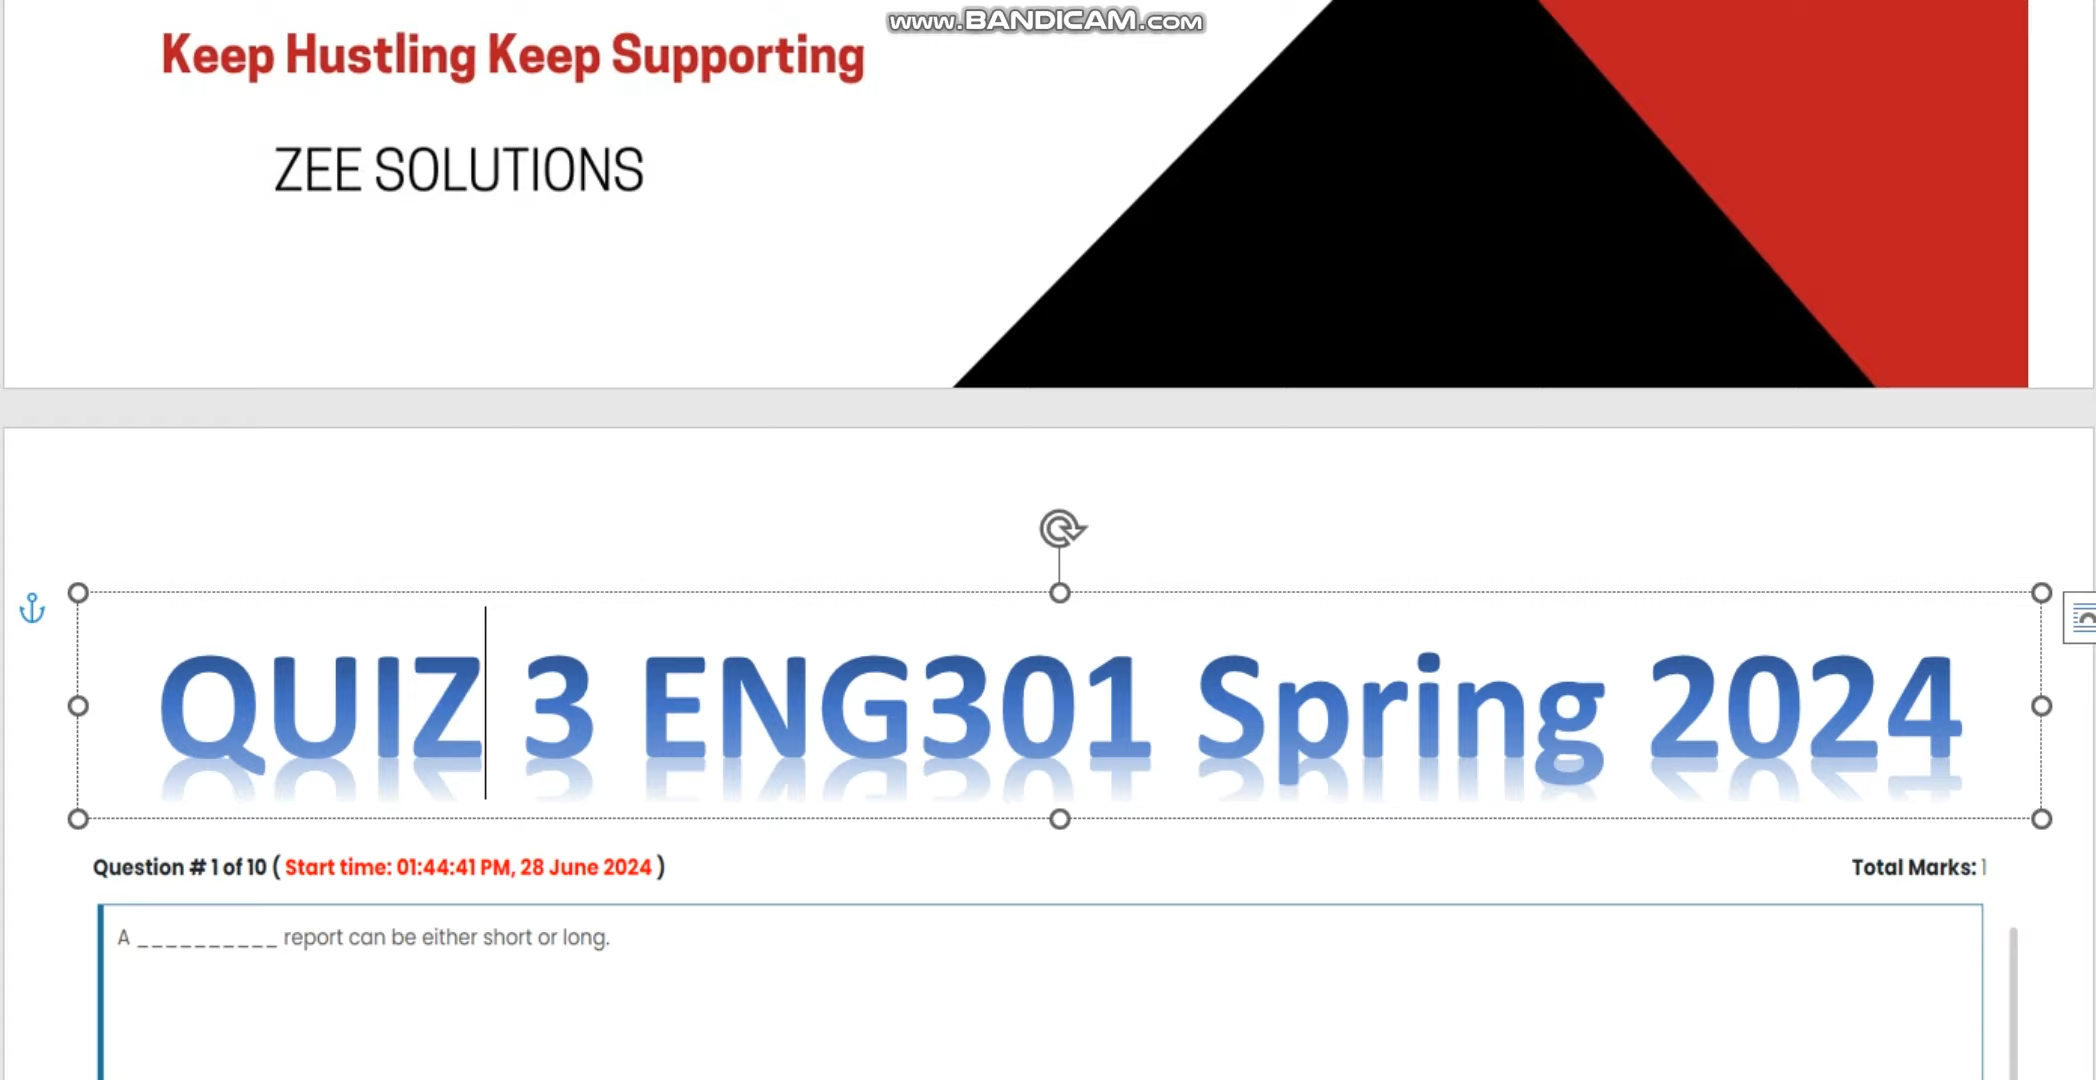 www.BANDICAM.com
Keep Hustling Keep Supporting
ZEE SOLUTIONS
QUIZ 3 ENG301 Spring 2024
Question # 1 of 10 ( Start time: 01:44:41 PM, 28 June 2024 )
Total Marks: 1
A __________ report can be either short or long.